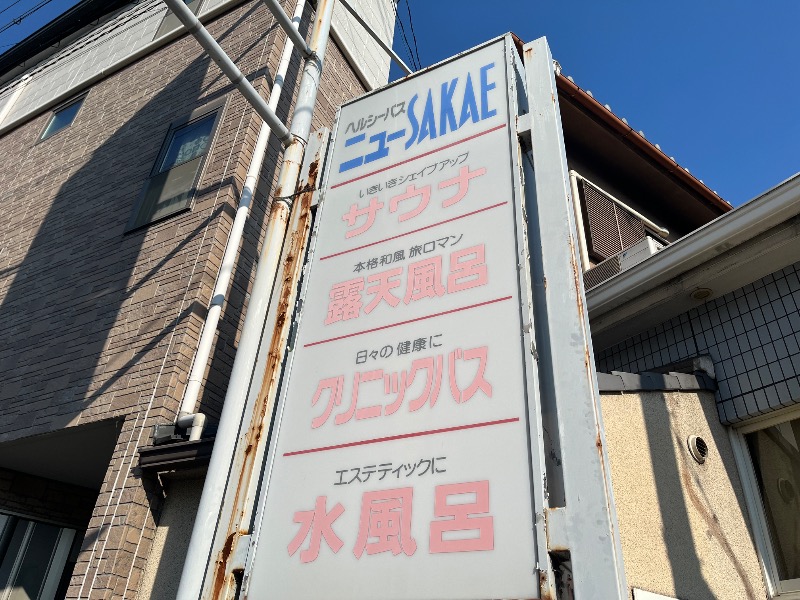 ヘルシーバス
ニューSAKAE
いきいきシェイプアップ
サウナ
本格和風 旅ロマン
露天風呂
日々の健康に
クリニックバス
エステティックに
水風呂